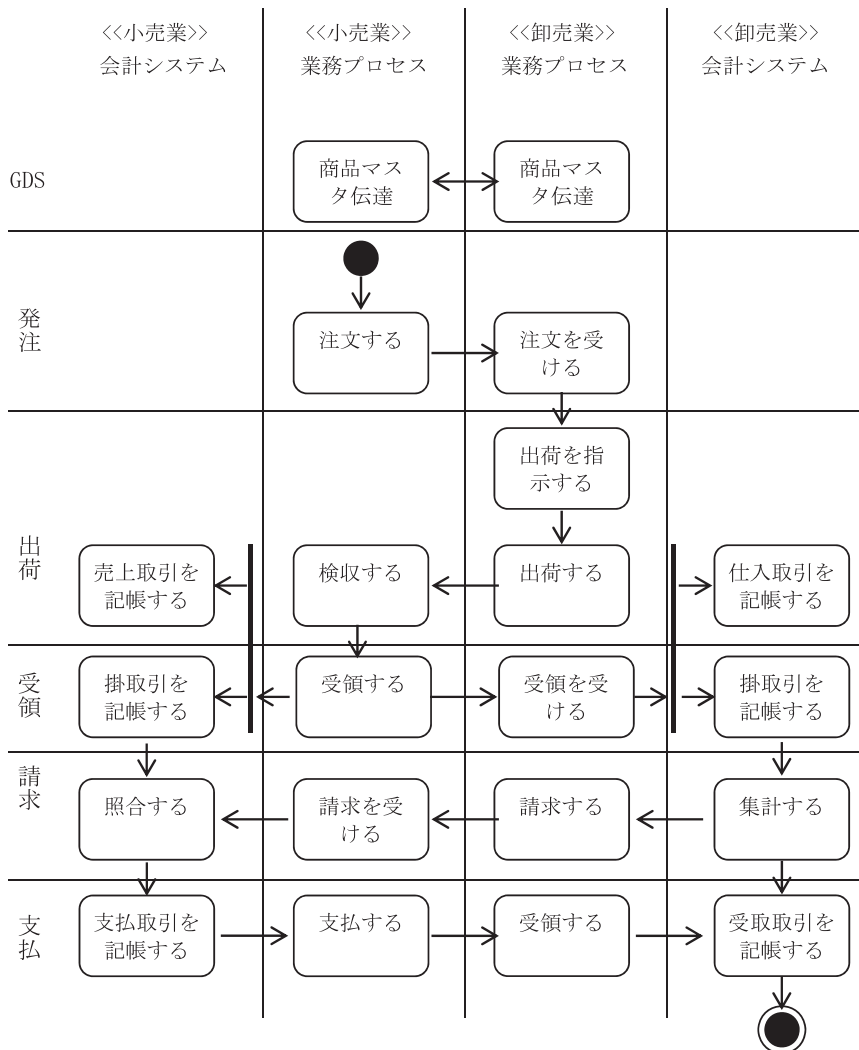 <<小売業>>
会計システム
<<小売業>>
業務プロセス
<<卸売業>>
業務プロセス
<<卸売業>>
会計システム
GDS
商品マス
タ伝達
商品マス
タ伝達
発注
注文する
注文を受
ける
出荷
出荷を指
示する
売上取引を
記帳する
検収する
出荷する
仕入取引を
記帳する
受領
掛取引を
記帳する
受領する
受領を受
ける
掛取引を
記帳する
請求
照合する
請求を受
ける
請求する
集計する
支払
支払取引を
記帳する
支払する
受領する
受取取引を
記帳する